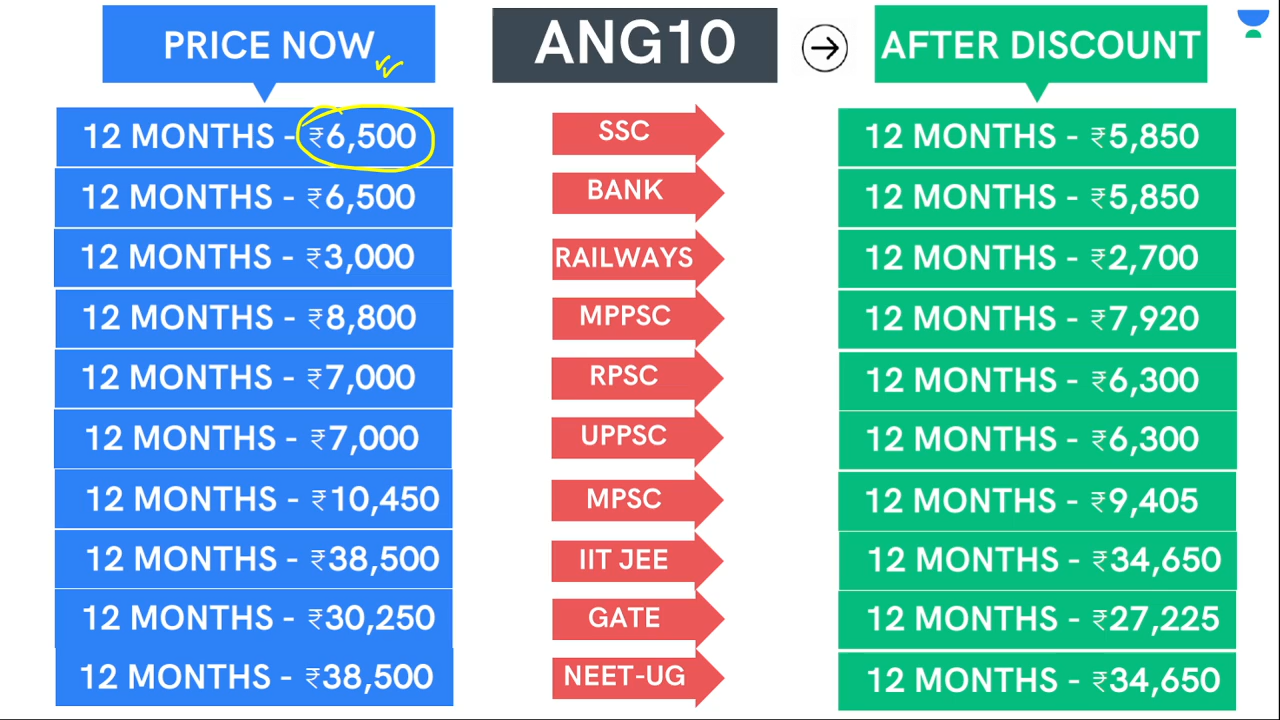 PRICE NOW
ANG10
AFTER DISCOUNT
12 MONTHS - ₹6,500
SSC
12 MONTHS - ₹5,850
12 MONTHS - ₹6,500
BANK
12 MONTHS - ₹5,850
12 MONTHS - ₹3,000
RAILWAYS
12 MONTHS - ₹2,700
12 MONTHS - ₹8,800
MPPSC
12 MONTHS - ₹7,920
12 MONTHS - ₹7,000
RPSC
12 MONTHS - ₹6,300
12 MONTHS - ₹7,000
UPPSC
12 MONTHS - ₹6,300
12 MONTHS - ₹10,450
MPSC
12 MONTHS - ₹9,405
12 MONTHS - ₹38,500
IIT JEE
12 MONTHS - ₹34,650
12 MONTHS - ₹30,250
GATE
12 MONTHS - ₹27,225
12 MONTHS - ₹38,500
NEET-UG
12 MONTHS - ₹34,650